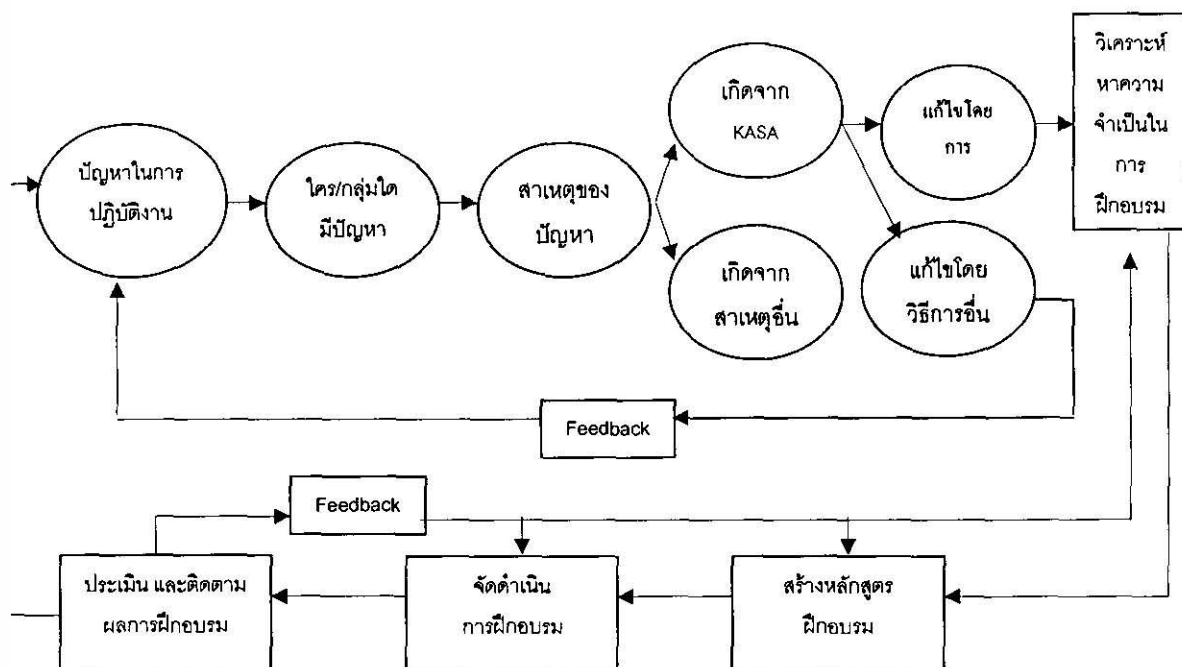 ปัญหาในการ
ปฏิบัติงาน
ใคร/กลุ่มใด
มีปัญหา
สาเหตุของ
ปัญหา
เกิดจาก
KASA
เกิดจาก
สาเหตุอื่น
แก้ไขโดย
การ
แก้ไขโดย
วิธีการอื่น
วิเคราะห์
หาความ
จำเป็นใน
การ
ฝึกอบรม
Feedback
Feedback
ประเมิน และติดตาม
ผลการฝึกอบรม
จัดดำเนิน
การฝึกอบรม
สร้างหลักสูตร
ฝึกอบรม